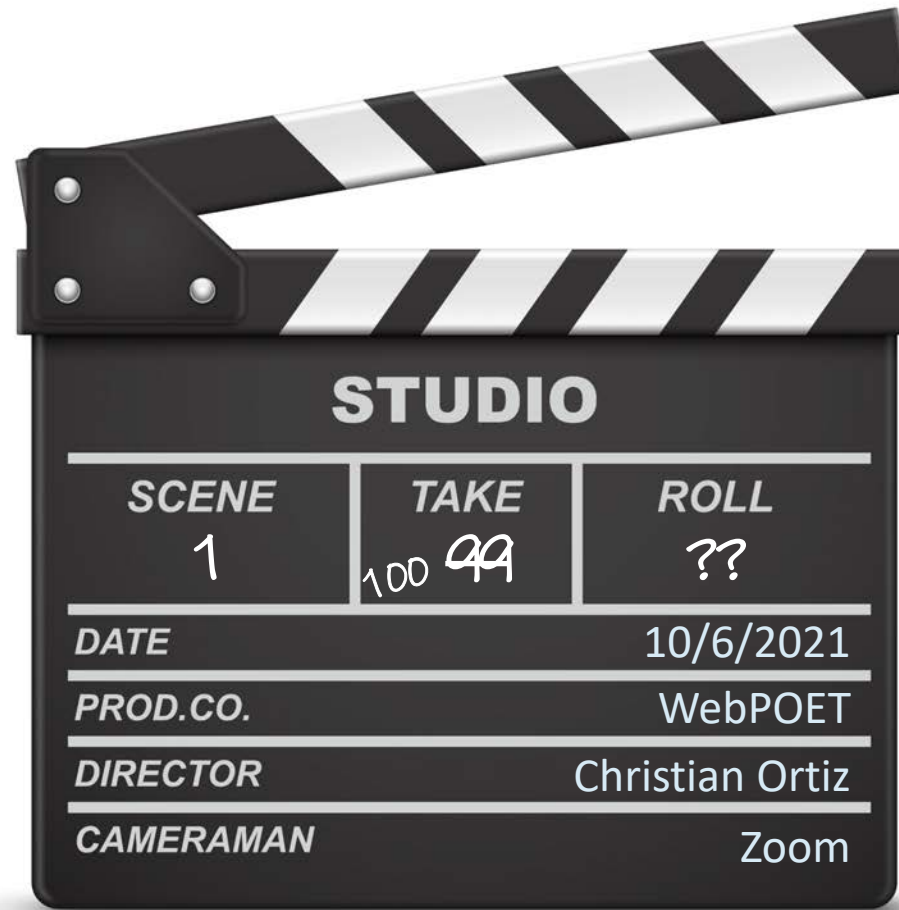 STUDIO
SCENE TAKE ROLL
1 100 99 ??
DATE 10/6/2021
PROD.CO. WebPOET
DIRECTOR Christian Ortiz
CAMERAMAN Zoom